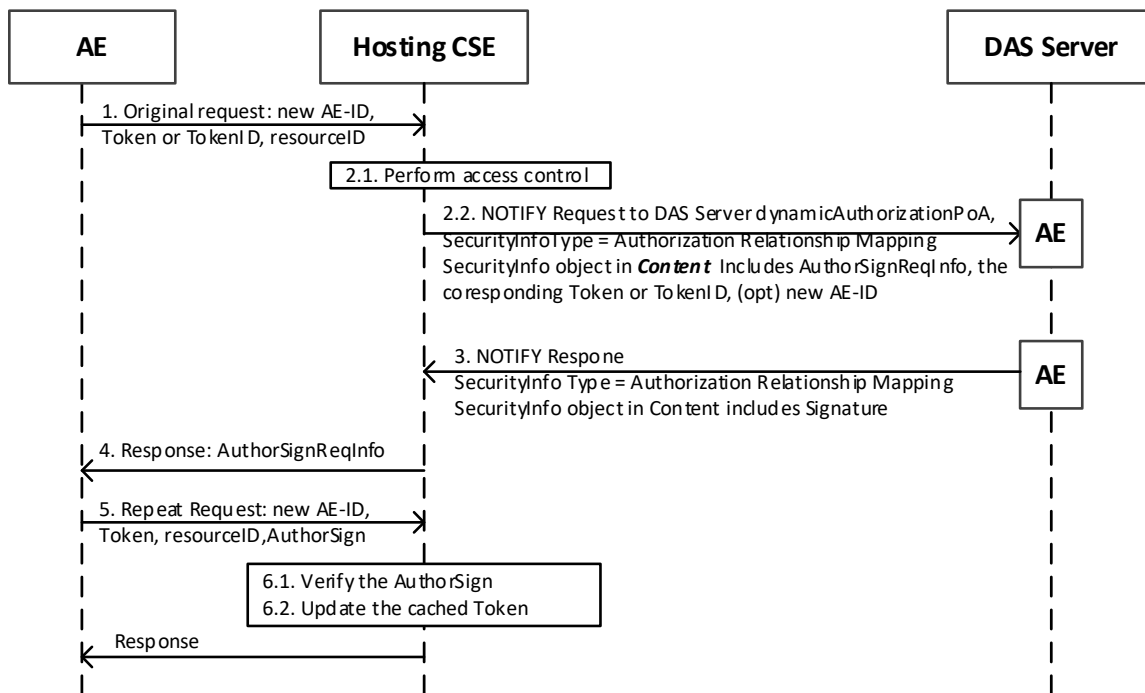 AE
Hosting CSE
DAS Server
1. Original request: new AE-ID,
Token or TokenID, resourceID
2.1. Perform access control
2.2. NOTIFY Request to DAS Server dynamicAuthorizationPoA,
SecurityInfoType = Authorization Relationship Mapping
SecurityInfo object in Content Includes AuthorSignReqInfo, the
coresponding Token or TokenID, (opt) new AE-ID
AE
3. NOTIFY Respone
SecurityInfo Type = Authorization Relationship Mapping
SecurityInfo object in Content includes Signature
AE
4. Response: AuthorSignReqInfo
5. Repeat Request: new AE-ID,
Token, resourceID,AuthorSign
6.1. Verify the AuthorSign
6.2. Update the cached Token
Response